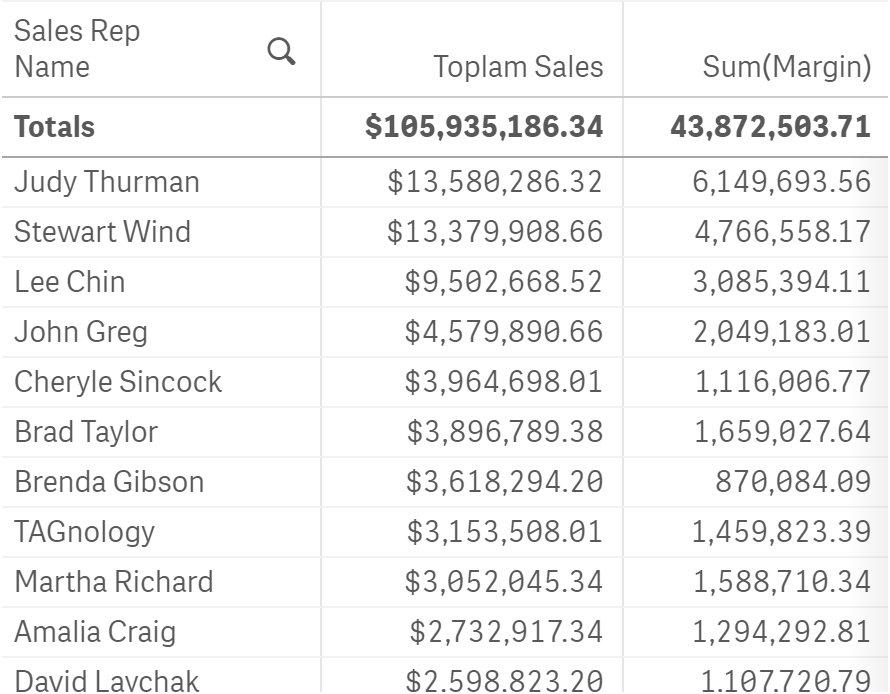 Sales Rep
Name
Toplam Sales
Sum(Margin)
Totals $105,935,186.34 43,872,503.71
Judy Thurman $13,580,286.32 6,149,693.56
Stewart Wind $13,379,908.66 4,766,558.17
Lee Chin $9,502,668.52 3,085,394.11
John Greg $4,579,890.66 2,049,183.01
Cheryle Sincock $3,964,698.01 1,116,006.77
Brad Taylor $3,896,789.38 1,659,027.64
Brenda Gibson $3,618,294.20 870,084.09
TAGnology $3,153,508.01 1,459,823.39
Martha Richard $3,052,045.34 1,588,710.34
Amalia Craig $2,732,917.34 1,294,292.81
David Laychak $2,598,823.20 1,107,720.79